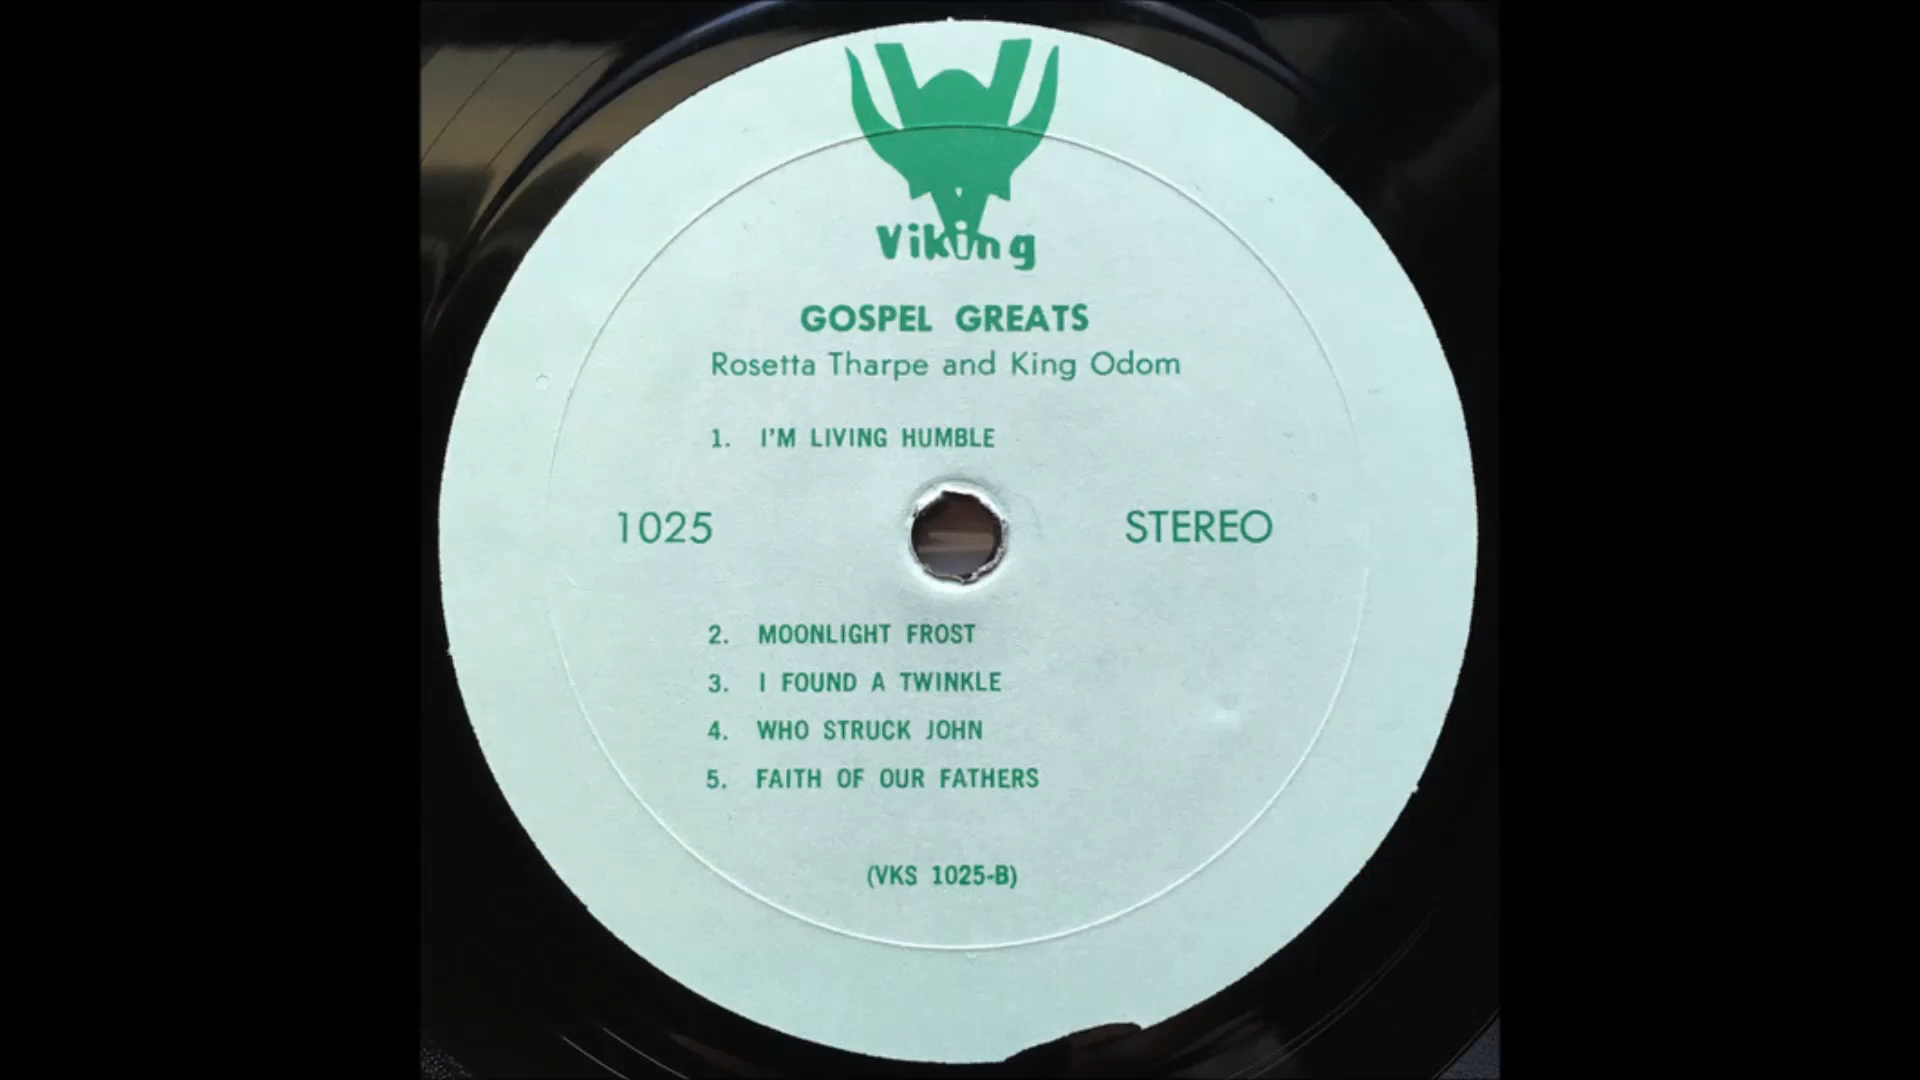 Viking
GOSPEL GREATS
Rosetta Tharpe and King Odom
1. I'M LIVING HUMBLE
1025 STEREO
2. MOONLIGHT FROST
3. I FOUND A TWINKLE
4. WHO STRUCK JOHN
5. FAITH OF OUR FATHERS
(VKS 1025-B)